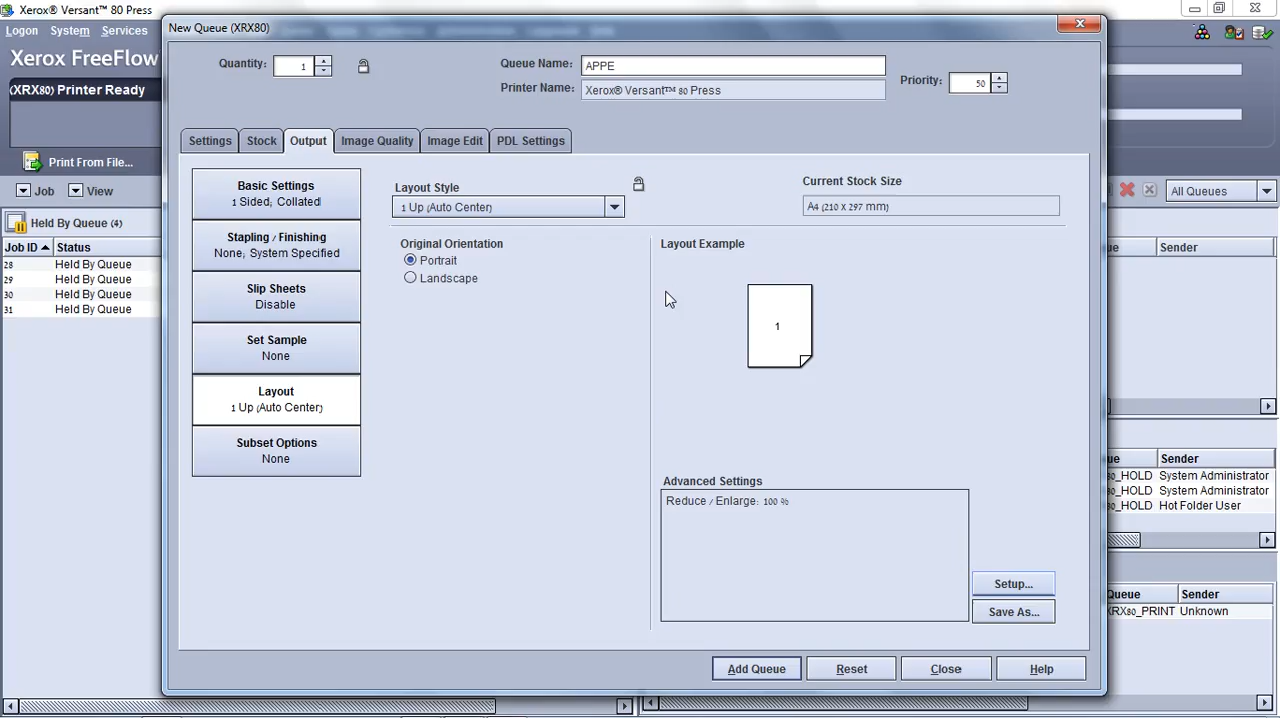 Xerox® Versant™ 80 Press
Logon System Services
Xerox FreeFlow
(XRX80) Printer Ready
Print From File...
Job View
All Queues
Held By Queue (4)
Job ID Status
28 Held By Queue
29 Held By Queue
30 Held By Queue
31 Held By Queue
New Queue (XRX80)
Quantity: 1
Queue Name: APPE
Printer Name: Xerox® Versant™ 80 Press
Priority: 50
Settings Stock Output Image Quality Image Edit PDL Settings
Basic Settings
1 Sided, Collated
Stapling / Finishing
None, System Specified
Slip Sheets
Disable
Set Sample
None
Layout
1 Up (Auto Center)
Subset Options
None
Layout Style
1 Up (Auto Center)
Current Stock Size
A4 (210 x 297 mm)
Original Orientation
Portrait
Landscape
Layout Example
1
Advanced Settings
Reduce / Enlarge: 100 %
Setup...
Save As...
Add Queue Reset Close Help
ue Sender
ue Sender
80_HOLD System Administrator
80_HOLD System Administrator
80_HOLD Hot Folder User
Queue Sender
XRX80_PRINT Unknown